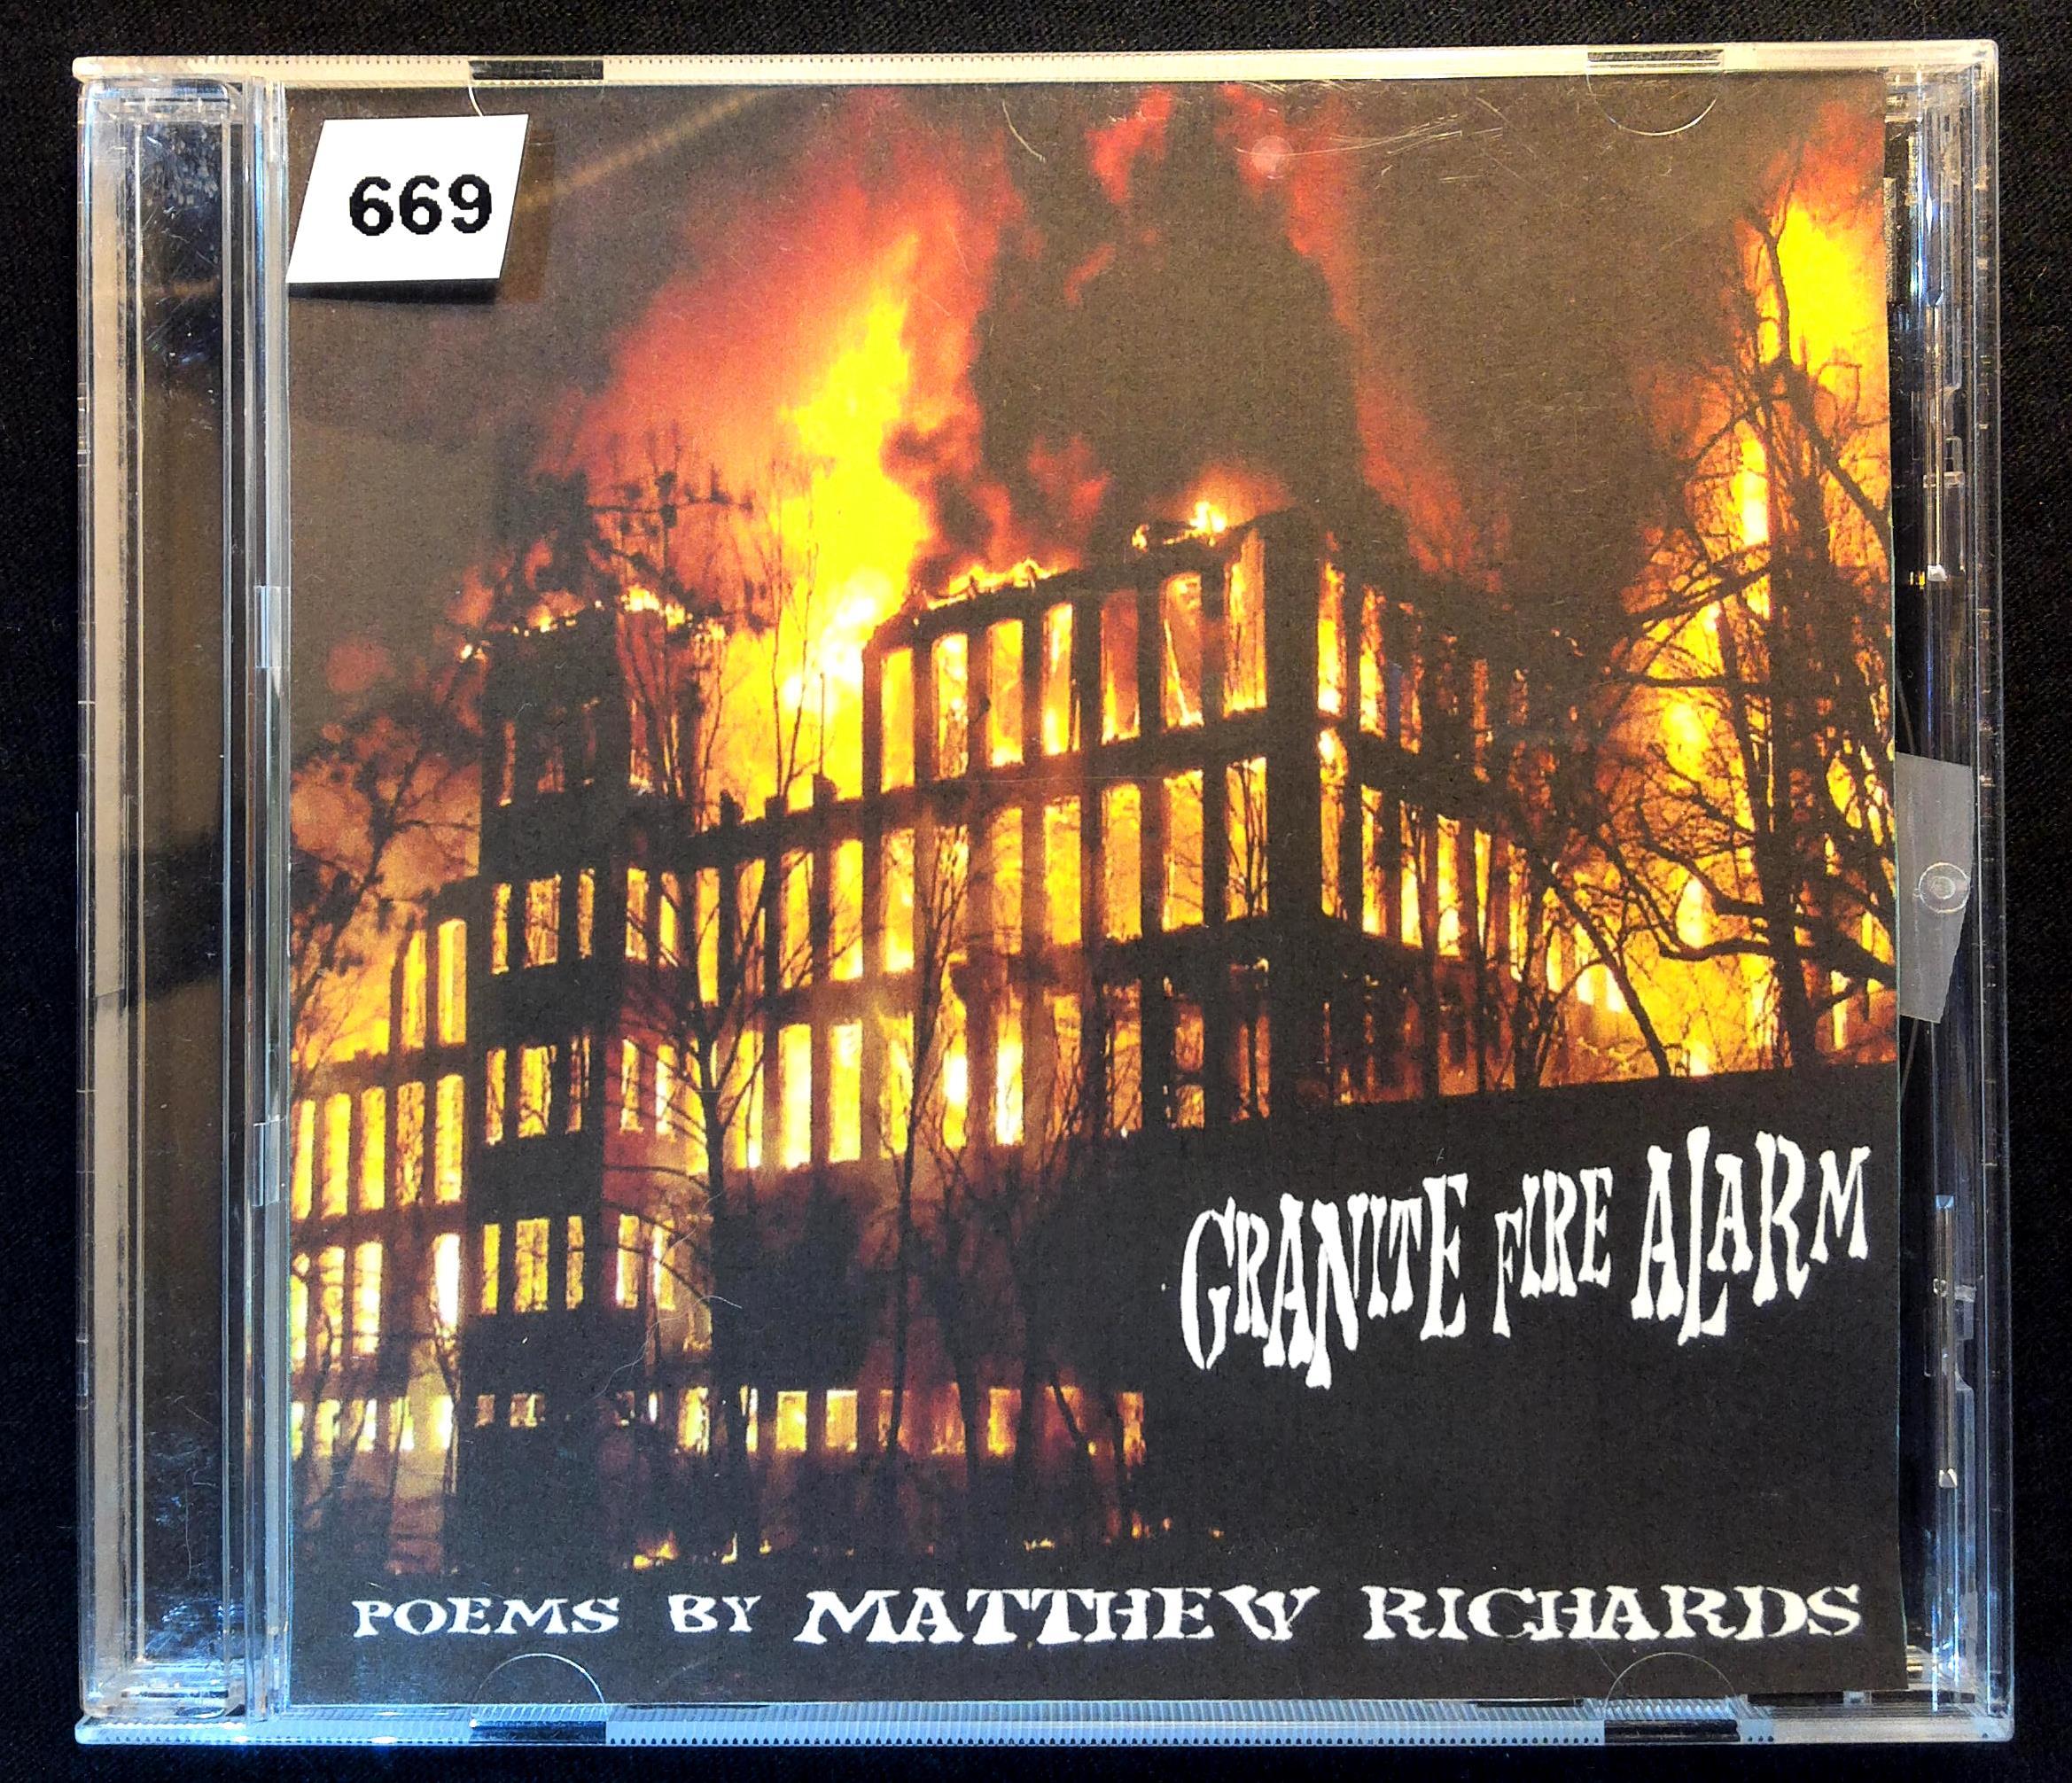 669
GRANITE FIRE ALARM
POEMS BY MATTHEW RICHARDS